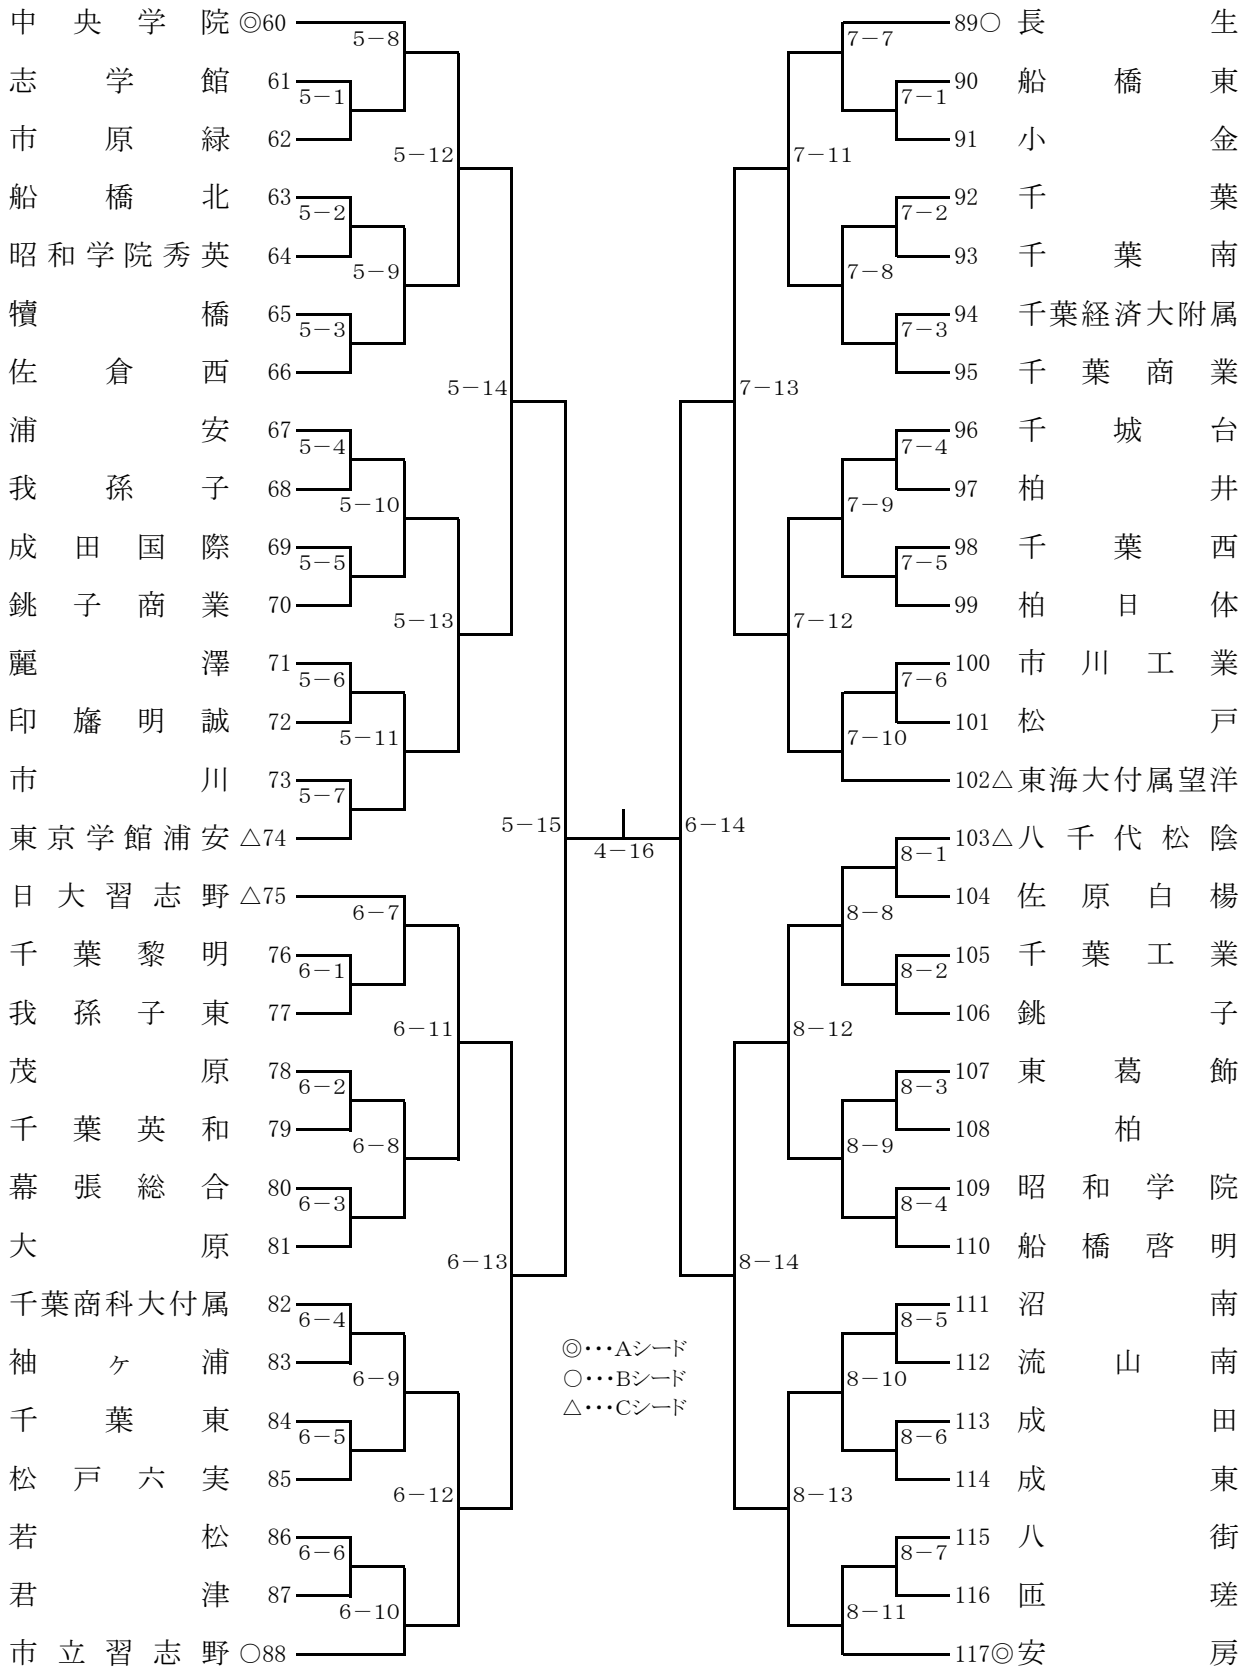 中央学院 ◎60
5－8
志学館 61
5－1
市原緑 62
5－12
船橋北 63
5－2
昭和学院秀英 64
5－9
犢橋 65
5－3
佐倉西 66
5－14
浦安 67
5－4
我孫子 68
5－10
成田国際 69
5－5
銚子商業 70
5－13
麗澤 71
5－6
印旛明誠 72
5－11
市川 73
5－7
東京学館浦安 △74
5－15
日大習志野 △75
6－7
千葉黎明 76
6－1
我孫子東 77
6－11
茂原 78
6－2
千葉英和 79
6－8
幕張総合 80
6－3
大原 81
6－13
千葉商科大付属 82
6－4
袖ヶ浦 83
6－9
千葉東 84
6－5
松戸六実 85
6－12
若松 86
6－6
君津 87
6－10
市立習志野 ○88
4－16
◎・・・Aシード
○・・・Bシード
△・・・Cシード
89○ 長生
7－7
90 船橋東
7－1
91 小金
7－11
92 千葉
7－2
93 千葉南
7－8
94 千葉経済大附属
7－3
95 千葉商業
7－13
96 千城台
7－4
97 柏井
7－9
98 千葉西
7－5
99 柏日体
7－12
100 市川工業
7－6
101 松戸
7－10
102△ 東海大付属望洋
6－14
103△ 八千代松陰
8－1
104 佐原白楊
8－8
105 千葉工業
8－2
106 銚子
8－12
107 東葛飾
8－3
108 柏
8－9
109 昭和学院
8－4
110 船橋啓明
8－14
111 沼南
8－5
112 流山南
8－10
113 成田
8－6
114 成東
8－13
115 八街
8－7
116 匝瑳
8－11
117◎ 安房